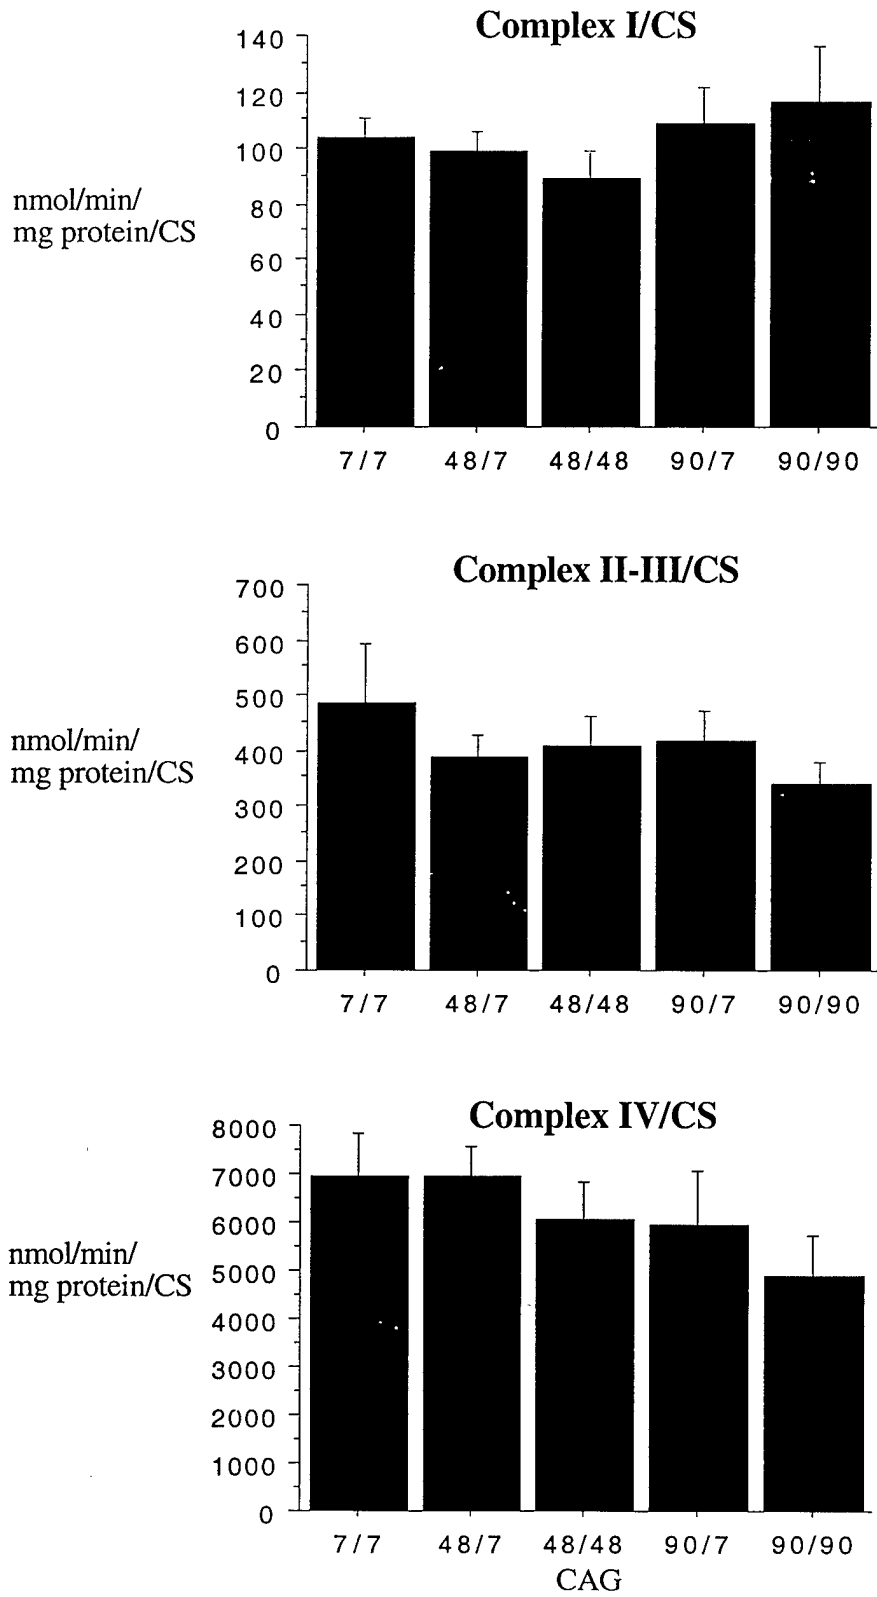 Complex I/CS
140
120
100
80
60
40
20
0
nmol/min/
mg protein/CS
7/7 48/7 48/48 90/7 90/90
Complex II-III/CS
700
600
500
400
300
200
100
0
nmol/min/
mg protein/CS
7/7 48/7 48/48 90/7 90/90
Complex IV/CS
8000
7000
6000
5000
4000
3000
2000
1000
0
nmol/min/
mg protein/CS
7/7 48/7 48/48 90/7 90/90
CAG